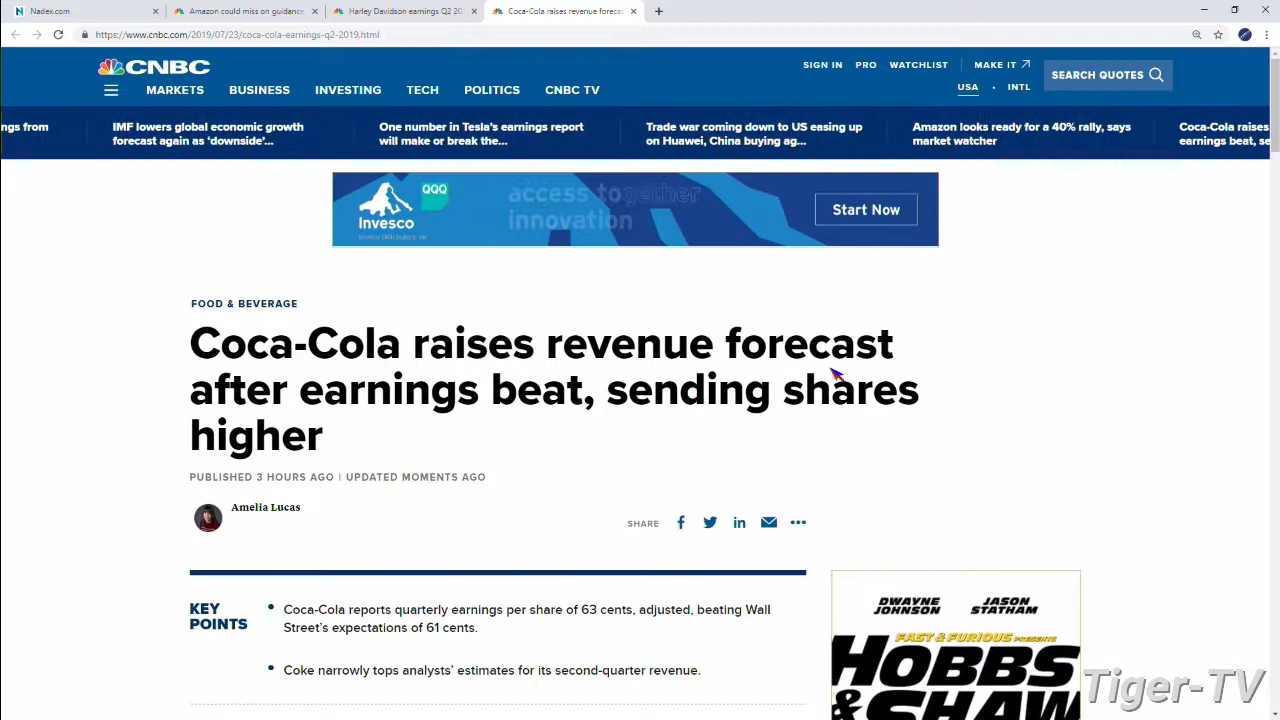 Nadex.com
Amazon could miss on guidance
Harley Davidson earnings Q2 20
Coca-Cola raises revenue forecas
https://www.cnbc.com/2019/07/23/coca-cola-earnings-q2-2019.html
CNBC
SIGN IN PRO WATCHLIST MAKE IT
SEARCH QUOTES
USA · INTL
MARKETS BUSINESS INVESTING TECH POLITICS CNBC TV
ngs from
IMF lowers global economic growth
forecast again as ‘downside’...
One number in Tesla’s earnings report
will make or break the...
Trade war coming down to US easing up
on Huawei, China buying ag...
Amazon looks ready for a 40% rally, says
market watcher
Coca-Cola raises
earnings beat, se
Invesco
QQQ
access together
innovation
Start Now
FOOD & BEVERAGE
Coca-Cola raises revenue forecast
after earnings beat, sending shares
higher
PUBLISHED 3 HOURS AGO | UPDATED MOMENTS AGO
Amelia Lucas
SHARE
KEY
POINTS
Coca-Cola reports quarterly earnings per share of 63 cents, adjusted, beating Wall
Street’s expectations of 61 cents.
Coke narrowly tops analysts’ estimates for its second-quarter revenue.
DWAYNE
JOHNSON
JASON
STATHAM
FAST & FURIOUS PRESENTS
HOBBS
& SHAW
Tiger-TV